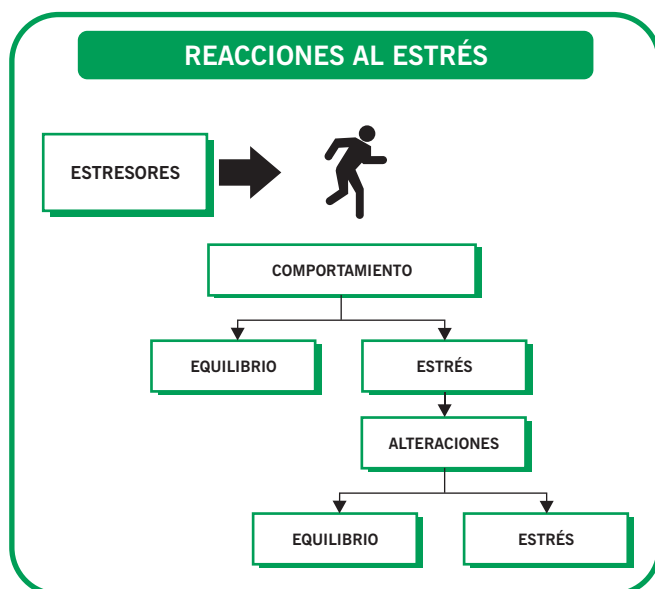 REACCIONES AL ESTRÉS
ESTRESORES
COMPORTAMIENTO
EQUILIBRIO
ESTRÉS
ALTERACIONES
EQUILIBRIO
ESTRÉS